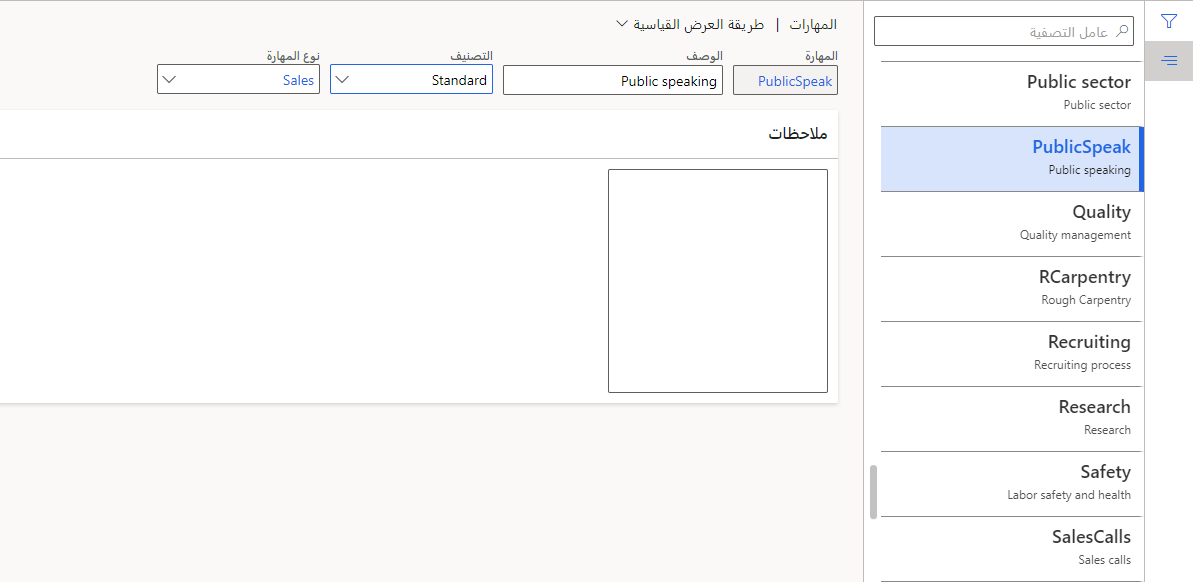 المهارات | طريقة العرض القياسية
المهارة
PublicSpeak
الوصف
Public speaking
التصنيف
Standard
نوع المهارة
Sales
ملاحظات
عامل التصفية
Public sector
Public sector
PublicSpeak
Public speaking
Quality
Quality management
RCarpentry
Rough Carpentry
Recruiting
Recruiting process
Research
Research
Safety
Labor safety and health
SalesCalls
Sales calls